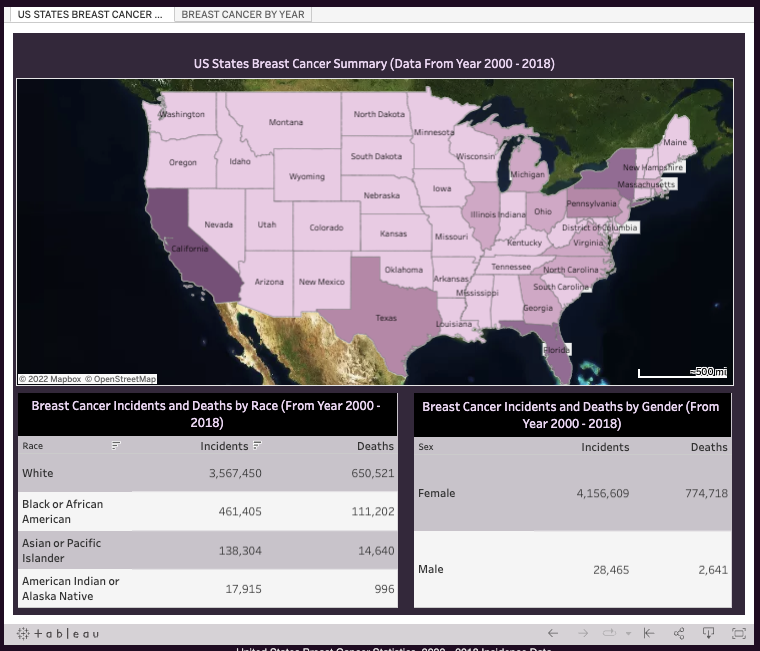 US STATES BREAST CANCER ...
BREAST CANCER BY YEAR
US States Breast Cancer Summary (Data From Year 2000 - 2018)
Washington
Montana
North Dakota
Minnesota
Maine
Oregon
Idaho
South Dakota
Wisconsin
Michigan
New Hampshire
Wyoming
Massachusetts
Nebraska
Iowa
Pennsylvania
Nevada
Utah
Colorado
Illinois
Indiana
Ohio
District of Columbia
California
Kansas
Missouri
Kentucky
Virginia
Oklahoma
Tennessee
North Carolina
Arizona
New Mexico
Arkansas
South Carolina
Mississippi
Georgia
Texas
Louisiana
Florida
© 2022 Mapbox © OpenStreetMap
500 mi
Breast Cancer Incidents and Deaths by Race (From Year 2000 -
2018)
Race Incidents Deaths
White 3,567,450 650,521
Black or African
American 461,405 111,202
Asian or Pacific
Islander 138,304 14,640
American Indian or
Alaska Native 17,915 996
Breast Cancer Incidents and Deaths by Gender (From
Year 2000 - 2018)
Sex Incidents Deaths
Female 4,156,609 774,718
Male 28,465 2,641
+ a b l e a u